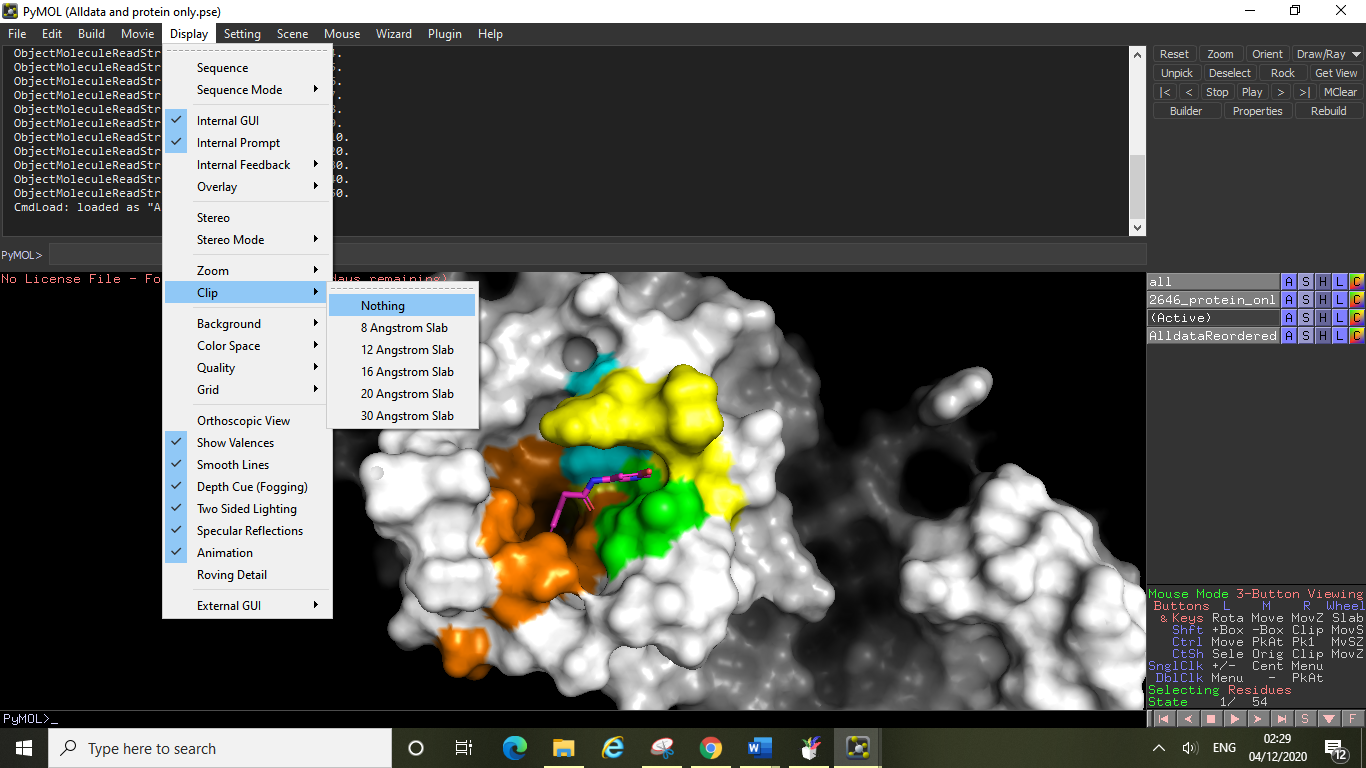 PyMOL (Alldata and protein only.pse)
File Edit Build Movie Display Setting Scene Mouse Wizard Plugin Help
ObjectMoleculeReadStr
ObjectMoleculeReadStr
ObjectMoleculeReadStr
ObjectMoleculeReadStr
ObjectMoleculeReadStr
ObjectMoleculeReadStr
ObjectMoleculeReadStr 10.
ObjectMoleculeReadStr 20.
ObjectMoleculeReadStr 30.
ObjectMoleculeReadStr 40.
ObjectMoleculeReadStr 50.
CmdLoad: loaded as "A
PyMOL>
No License File - Fo days remaining)
Sequence
Sequence Mode
Internal GUI
Internal Prompt
Internal Feedback
Overlay
Stereo
Stereo Mode
Zoom
Clip
Background
Color Space
Quality
Grid
Orthoscopic View
Show Valences
Smooth Lines
Depth Cue (Fogging)
Two Sided Lighting
Specular Reflections
Animation
Roving Detail
External GUI
Nothing
8 Angstrom Slab
12 Angstrom Slab
16 Angstrom Slab
20 Angstrom Slab
30 Angstrom Slab
Reset Zoom Orient Draw/Ray
Unpick Deselect Rock Get View
|< < Stop Play > >| MClear
Builder Properties Rebuild
all A S H L C
2646_protein_onl A S H L C
(Active) A S H L C
AlldataReordered A S H L C
Mouse Mode 3-Button Viewing
Buttons L M R Wheel
& Keys Rota Move MovZ Slab
Shft +Box -Box Clip MovS
Ctrl Move PkAt Pk1 MvSZ
CtSh Sele Orig Clip MovZ
SnglClk +/- Cent Menu
DblClk Menu - PkAt
Selecting Residues
State 1/ 54
S F
PyMOL>_
Type here to search
ENG
02:29
04/12/2020
12